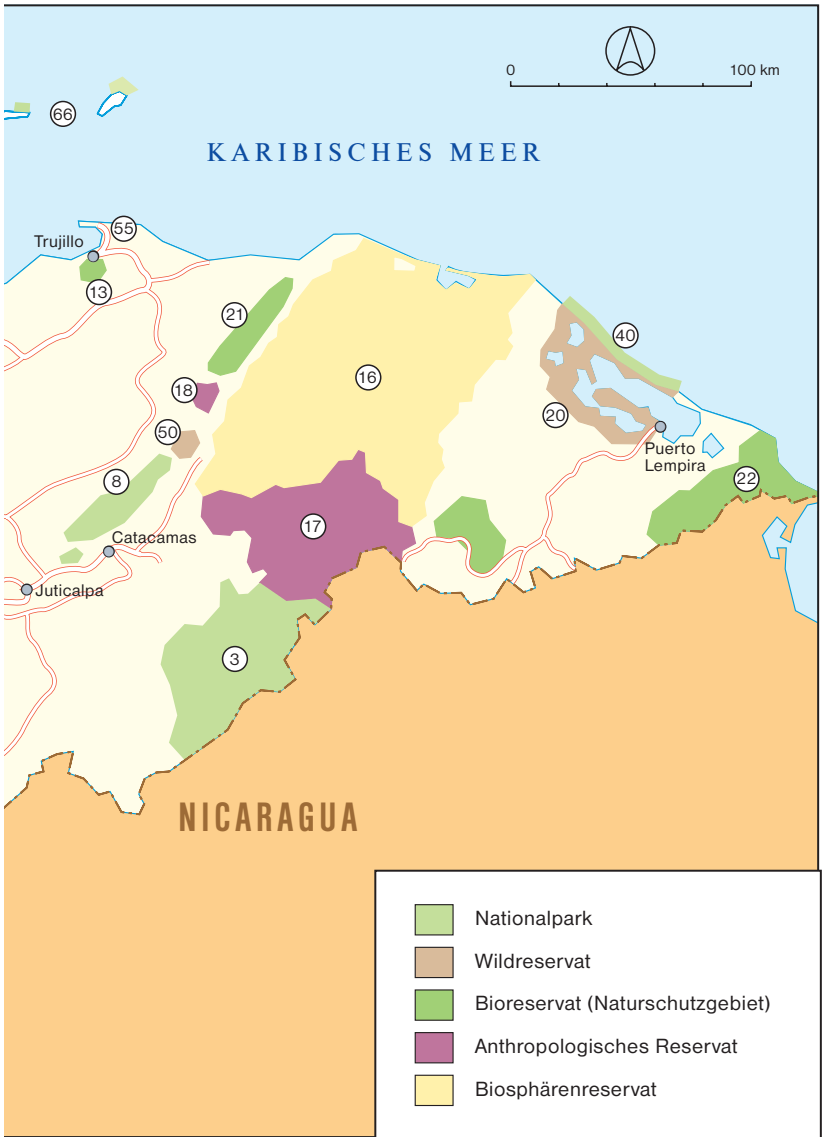 0 100 km
66
KARIBISCHES MEER
55
Trujillo
13
21
40
18
16
20
50
Puerto
Lempira
8
22
17
Catacamas
Juticalpa
3
NICARAGUA
Nationalpark
Wildreservat
Bioreservat (Naturschutzgebiet)
Anthropologisches Reservat
Biosphärenreservat